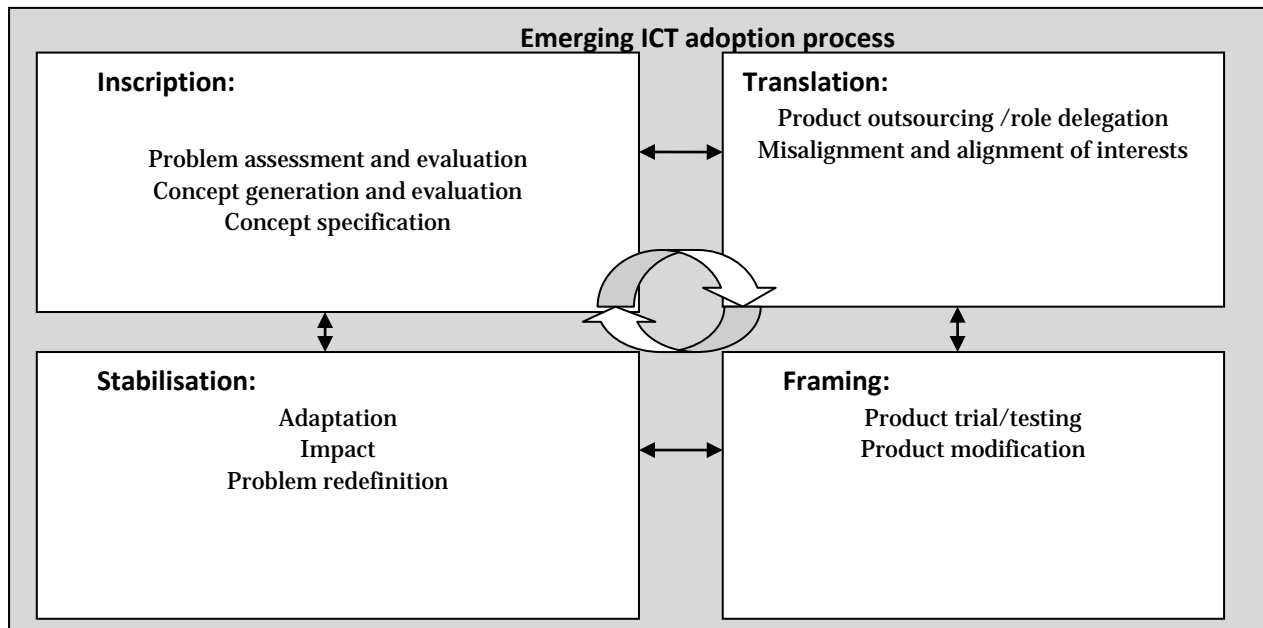 Emerging ICT adoption process
Inscription:
Problem assessment and evaluation
Concept generation and evaluation
Concept specification
Translation:
Product outsourcing /role delegation
Misalignment and alignment of interests
Stabilisation:
Adaptation
Impact
Problem redefinition
Framing:
Product trial/testing
Product modification